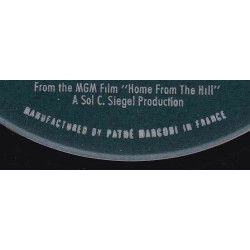 From the MGM Film "Home From The Hill"
A Sol C. Siegel Production
MANUFACTURED BY PATHÉ MARCONI IN FRANCE